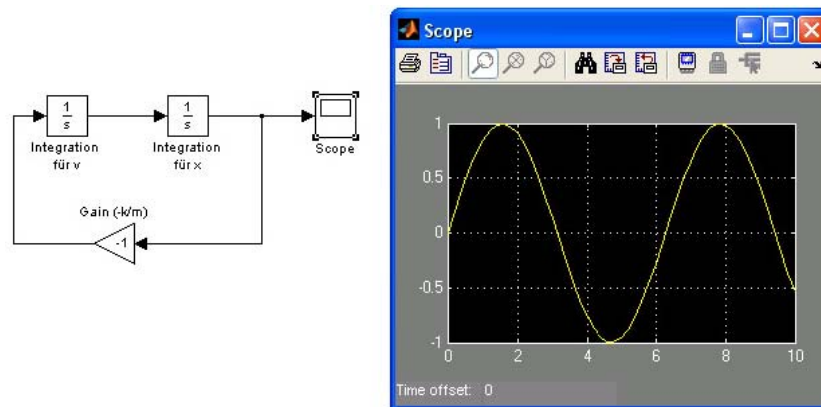 1
s
Integration
für v
1
s
Integration
für x
Scope
Gain (-k/m)
-1
Scope
1
0.5
0
-0.5
-1
0
2
4
6
8
10
Time offset: 0